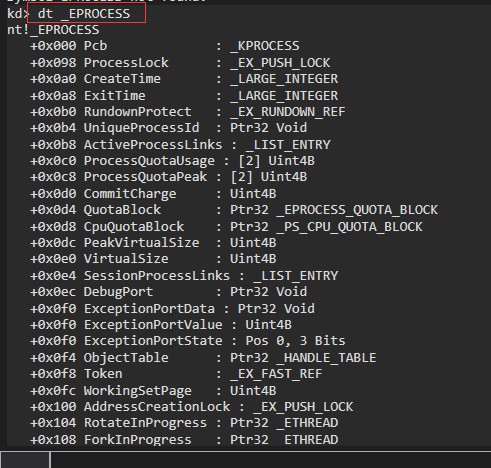 kd> dt _EPROCESS
nt!_EPROCESS
   +0x000 Pcb              : _KPROCESS
   +0x098 ProcessLock      : _EX_PUSH_LOCK
   +0x0a0 CreateTime       : _LARGE_INTEGER
   +0x0a8 ExitTime         : _LARGE_INTEGER
   +0x0b0 RundownProtect   : _EX_RUNDOWN_REF
   +0x0b4 UniqueProcessId  : Ptr32 Void
   +0x0b8 ActiveProcessLinks : _LIST_ENTRY
   +0x0c0 ProcessQuotaUsage : [2] Uint4B
   +0x0c8 ProcessQuotaPeak : [2] Uint4B
   +0x0d0 CommitCharge     : Uint4B
   +0x0d4 QuotaBlock       : Ptr32 _EPROCESS_QUOTA_BLOCK
   +0x0d8 CpuQuotaBlock    : Ptr32 _PS_CPU_QUOTA_BLOCK
   +0x0dc PeakVirtualSize  : Uint4B
   +0x0e0 VirtualSize      : Uint4B
   +0x0e4 SessionProcessLinks : _LIST_ENTRY
   +0x0ec DebugPort        : Ptr32 Void
   +0x0f0 ExceptionPortData : Ptr32 Void
   +0x0f0 ExceptionPortValue : Uint4B
   +0x0f0 ExceptionPortState : Pos 0, 3 Bits
   +0x0f4 ObjectTable      : Ptr32 _HANDLE_TABLE
   +0x0f8 Token            : _EX_FAST_REF
   +0x0fc WorkingSetPage   : Uint4B
   +0x100 AddressCreationLock : _EX_PUSH_LOCK
   +0x104 RotateInProgress : Ptr32 _ETHREAD
   +0x108 ForkInProgress   : Ptr32 _ETHREAD